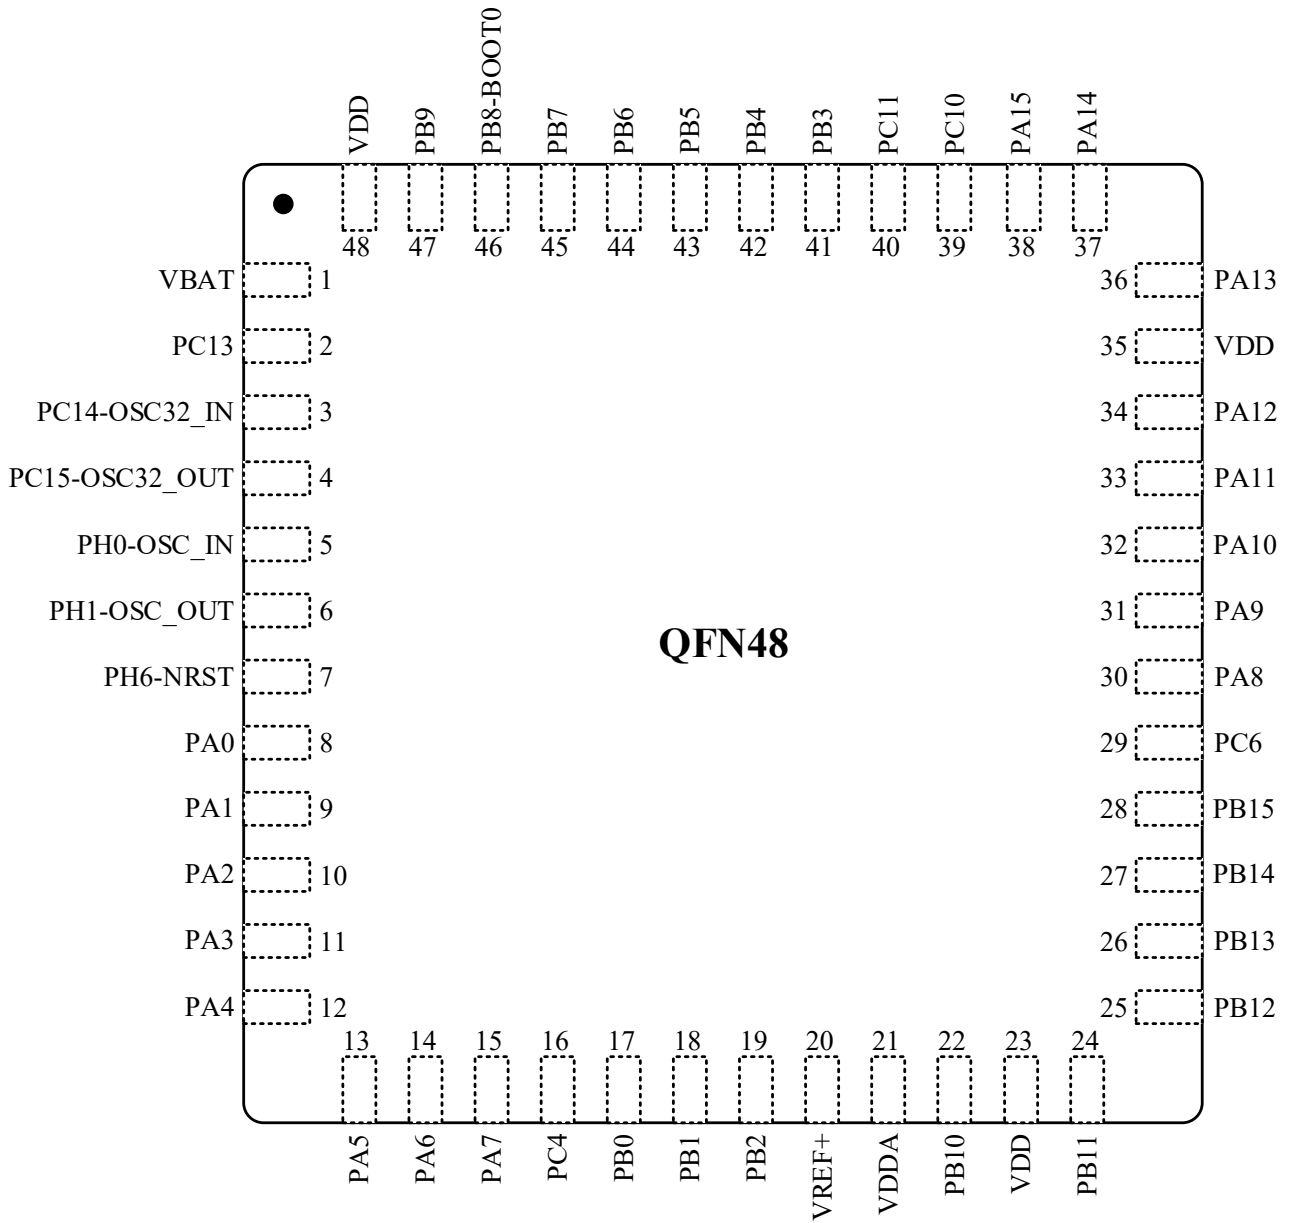 VDD PB9 PB8-BOOT0 PB7 PB6 PB5 PB4 PB3 PC11 PC10 PA15 PA14
48 47 46 45 44 43 42 41 40 39 38 37
VBAT 1 36 PA13
PC13 2 35 VDD
PC14-OSC32_IN 3 34 PA12
PC15-OSC32_OUT 4 33 PA11
PH0-OSC_IN 5 32 PA10
PH1-OSC_OUT 6 31 PA9
QFN48
PH6-NRST 7 30 PA8
PA0 8 29 PC6
PA1 9 28 PB15
PA2 10 27 PB14
PA3 11 26 PB13
PA4 12 25 PB12
13 14 15 16 17 18 19 20 21 22 23 24
PA5 PA6 PA7 PC4 PB0 PB1 PB2 VREF+ VDDA PB10 VDD PB11